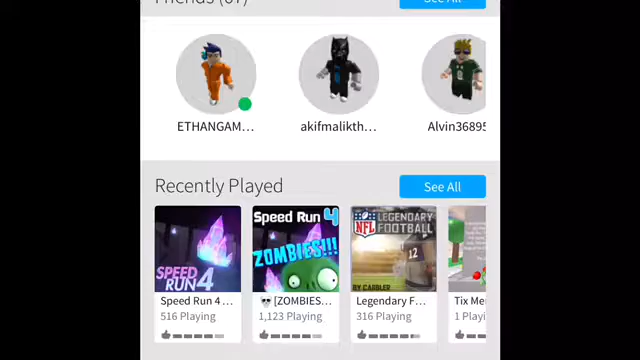 Friends (67)
See All
ETHANGAM...
akifmalikth...
Alvin36895
Recently Played
See All
SPEED
RUN 4
Speed Run 4
ZOMBIES!!!
NFL
LEGENDARY
FOOTBALL
12
BY CARBLER
Speed Run 4 ...
[ZOMBIES...
Legendary F...
Tix Me
516 Playing
1,123 Playing
316 Playing
1 Playi